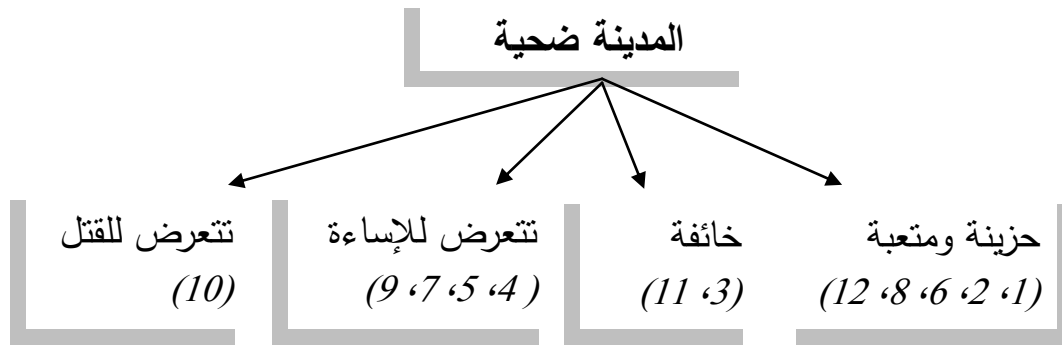 المدينة ضحية
حزينة ومتعبة
(1، 2، 6، 8، 12)
خائفة
(3، 11)
تتعرض للإساءة
( 4، 5، 7، 9)
تتعرض للقتل
(10)